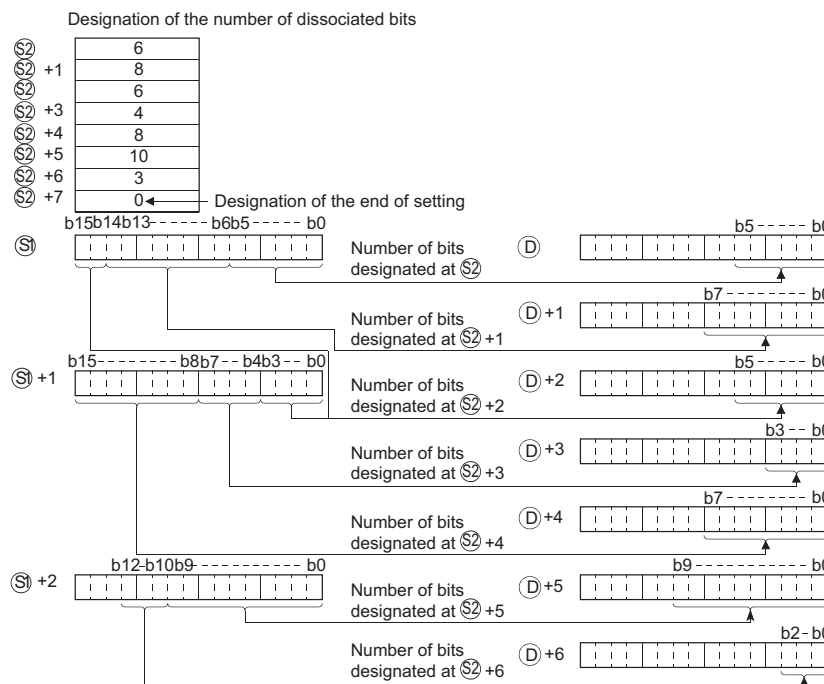 Designation of the number of dissociated bits
S2 6
S2 +1 8
S2 6
S2 +3 4
S2 +4 8
S2 +5 10
S2 +6 3
S2 +7 0 Designation of the end of setting
b15b14b13------b6b5------b0
S1
Number of bits
designated at S2
D
b5-----b0
Number of bits
designated at S2 +1
D +1
b7--------b0
S1 +1
b15--------b8b7---b4b3--b0
Number of bits
designated at S2 +2
D +2
b5-----b0
Number of bits
designated at S2 +3
D +3
b3--b0
Number of bits
designated at S2 +4
D +4
b7--------b0
S1 +2
b12-b10b9----------b0
Number of bits
designated at S2 +5
D +5
b9-----------b0
Number of bits
designated at S2 +6
D +6
b2-b0